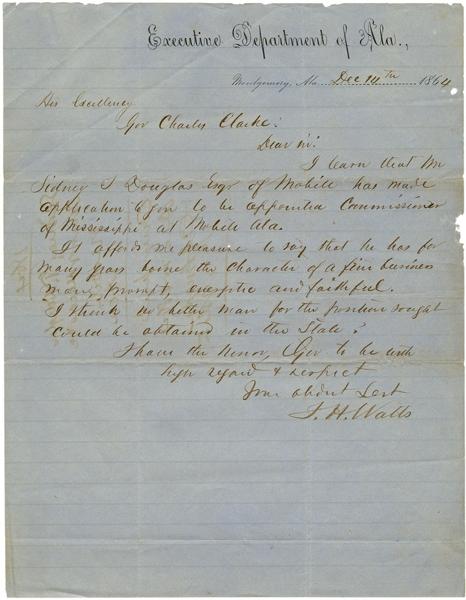 Executive Department of Ala.,
Montgomery, Ala. Dec 14th 1864
His Excellency
Gov Charles Clarke:
Dear Sir:
I learn that Mr
Sidney S Douglas Esqr of Mobile has made
application to you to be appointed Commissioner
of Mississippi at Mobile Ala.
It affords me pleasure to say that he has for
many years borne the character of a fine business
man, prompt, energetic and faithful.
I think no better man for the position sought
could be obtained in the State.
I have the honor, Gov. to be with
high regard & respect
Your obdient Servt
T. H. Watts